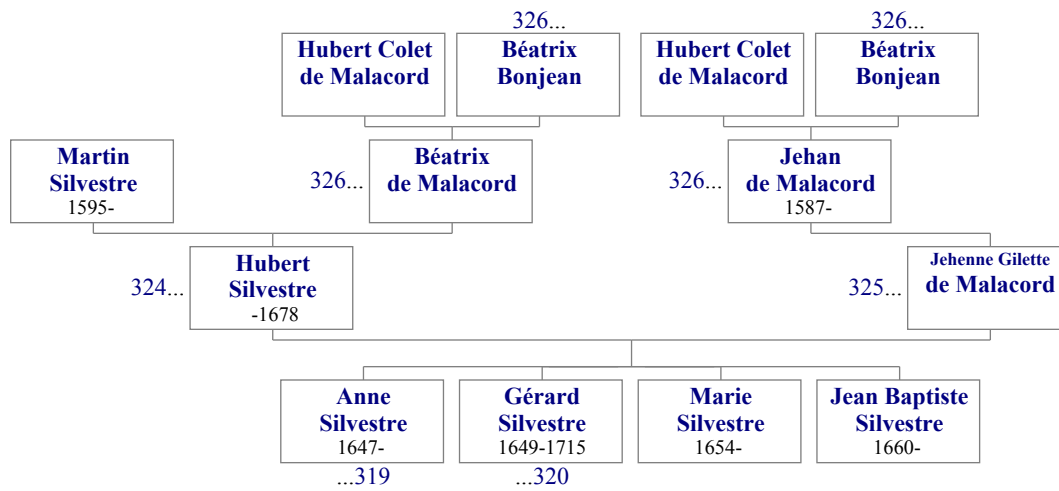 326...
326...
Hubert Colet
de Malacord
Béatrix
Bonjean
Hubert Colet
de Malacord
Béatrix
Bonjean
Martin
Silvestre
1595-
326...
Béatrix
de Malacord
326...
Jehan
de Malacord
1587-
324...
Hubert
Silvestre
-1678
325...
Jehenne Gilette
de Malacord
Anne
Silvestre
1647-
...319
Gérard
Silvestre
1649-1715
...320
Marie
Silvestre
1654-
Jean Baptiste
Silvestre
1660-